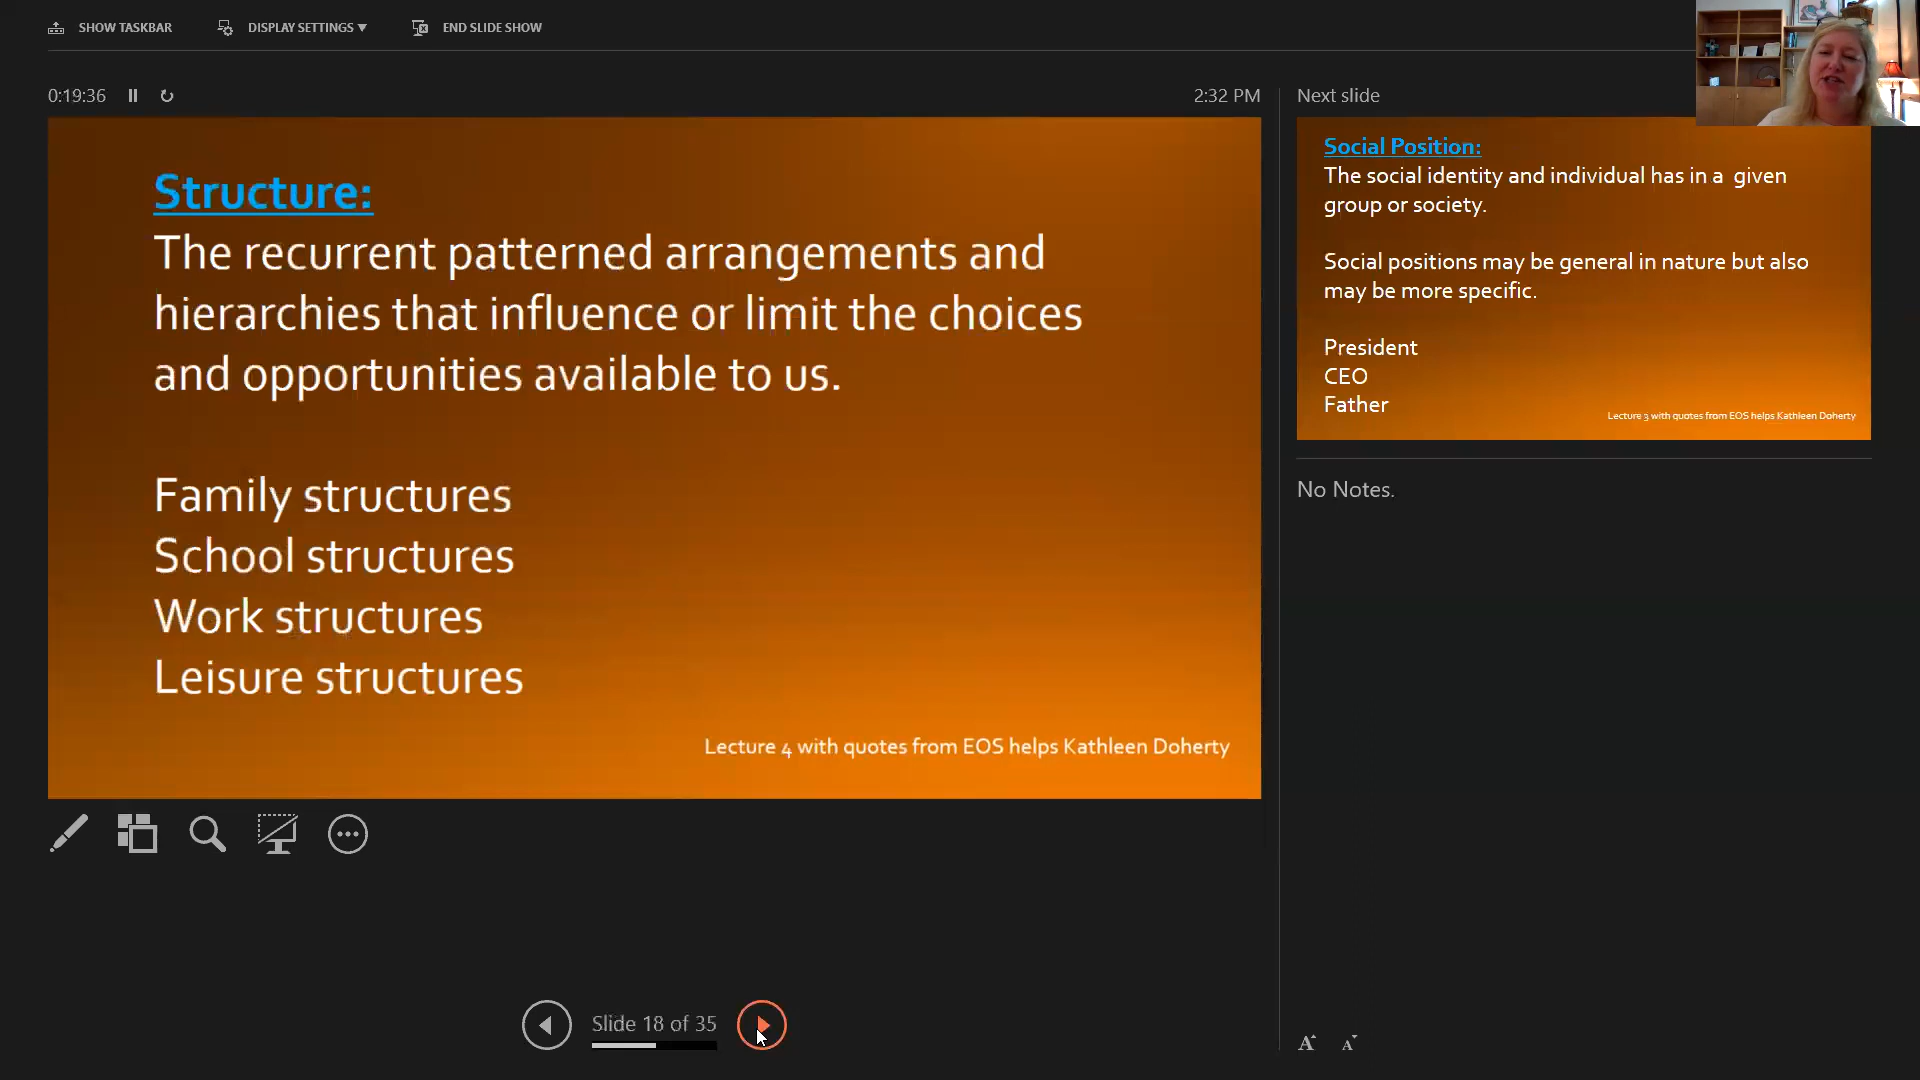 SHOW TASKBAR
DISPLAY SETTINGS
END SLIDE SHOW
0:19:36
2:32 PM
Structure:
The recurrent patterned arrangements and
hierarchies that influence or limit the choices
and opportunities available to us.
Family structures
School structures
Work structures
Leisure structures
Lecture 4 with quotes from EOS helps Kathleen Doherty
Slide 18 of 35
Next slide
Social Position:
The social identity and individual has in a given
group or society.
Social positions may be general in nature but also
may be more specific.
President
CEO
Father
Lecture 3 with quotes from EOS helps Kathleen Doherty
No Notes.
A A